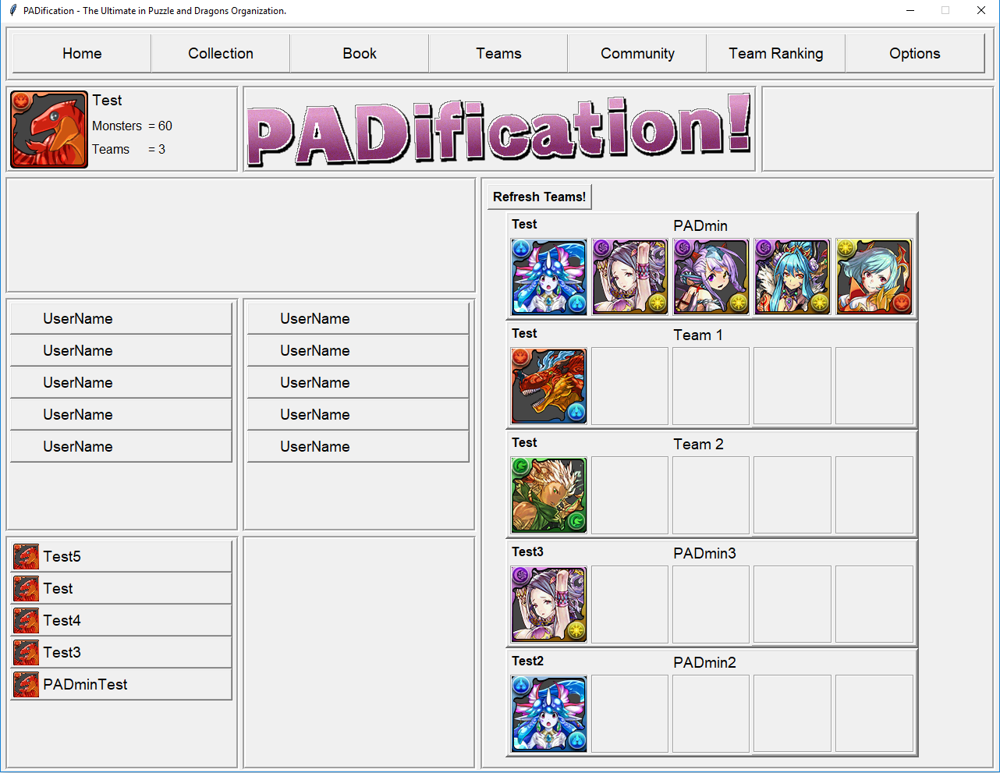 PADification - The Ultimate in Puzzle and Dragons Organization.
Home Collection Book Teams Community Team Ranking Options
Test
Monsters = 60
Teams = 3
PADification!
UserName
UserName
UserName
UserName
UserName
UserName
UserName
UserName
UserName
UserName
Test5
Test
Test4
Test3
PADminTest
Refresh Teams!
Test PADmin
Test Team 1
Test Team 2
Test3 PADmin3
Test2 PADmin2